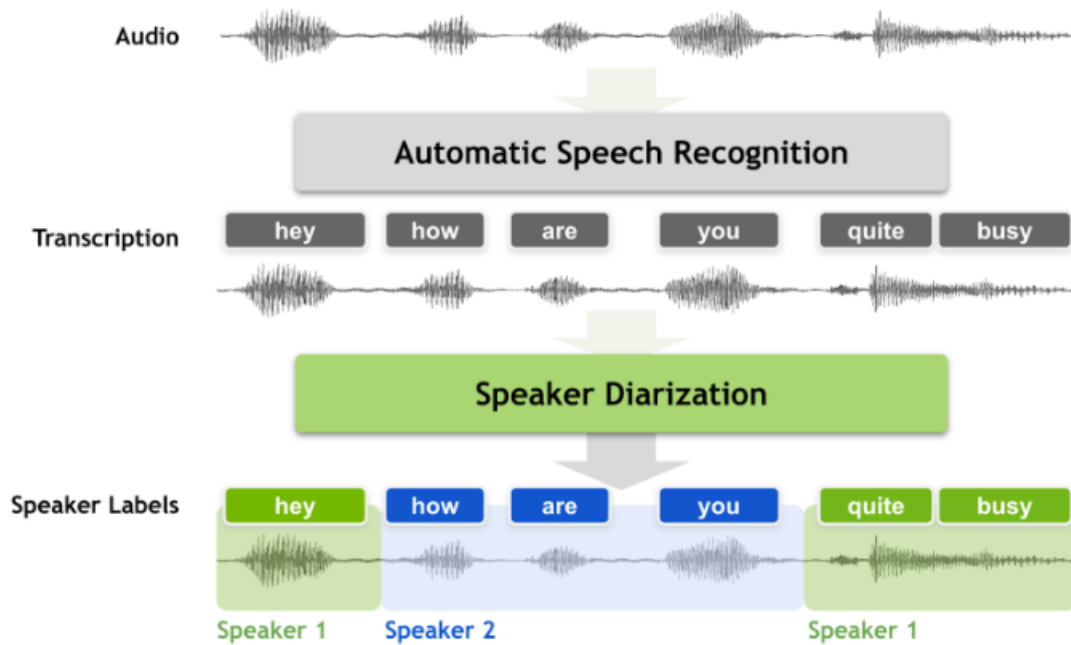 Audio
Automatic Speech Recognition
Transcription hey how are you quite busy
Speaker Diarization
Speaker Labels hey how are you quite busy
Speaker 1 Speaker 2 Speaker 1